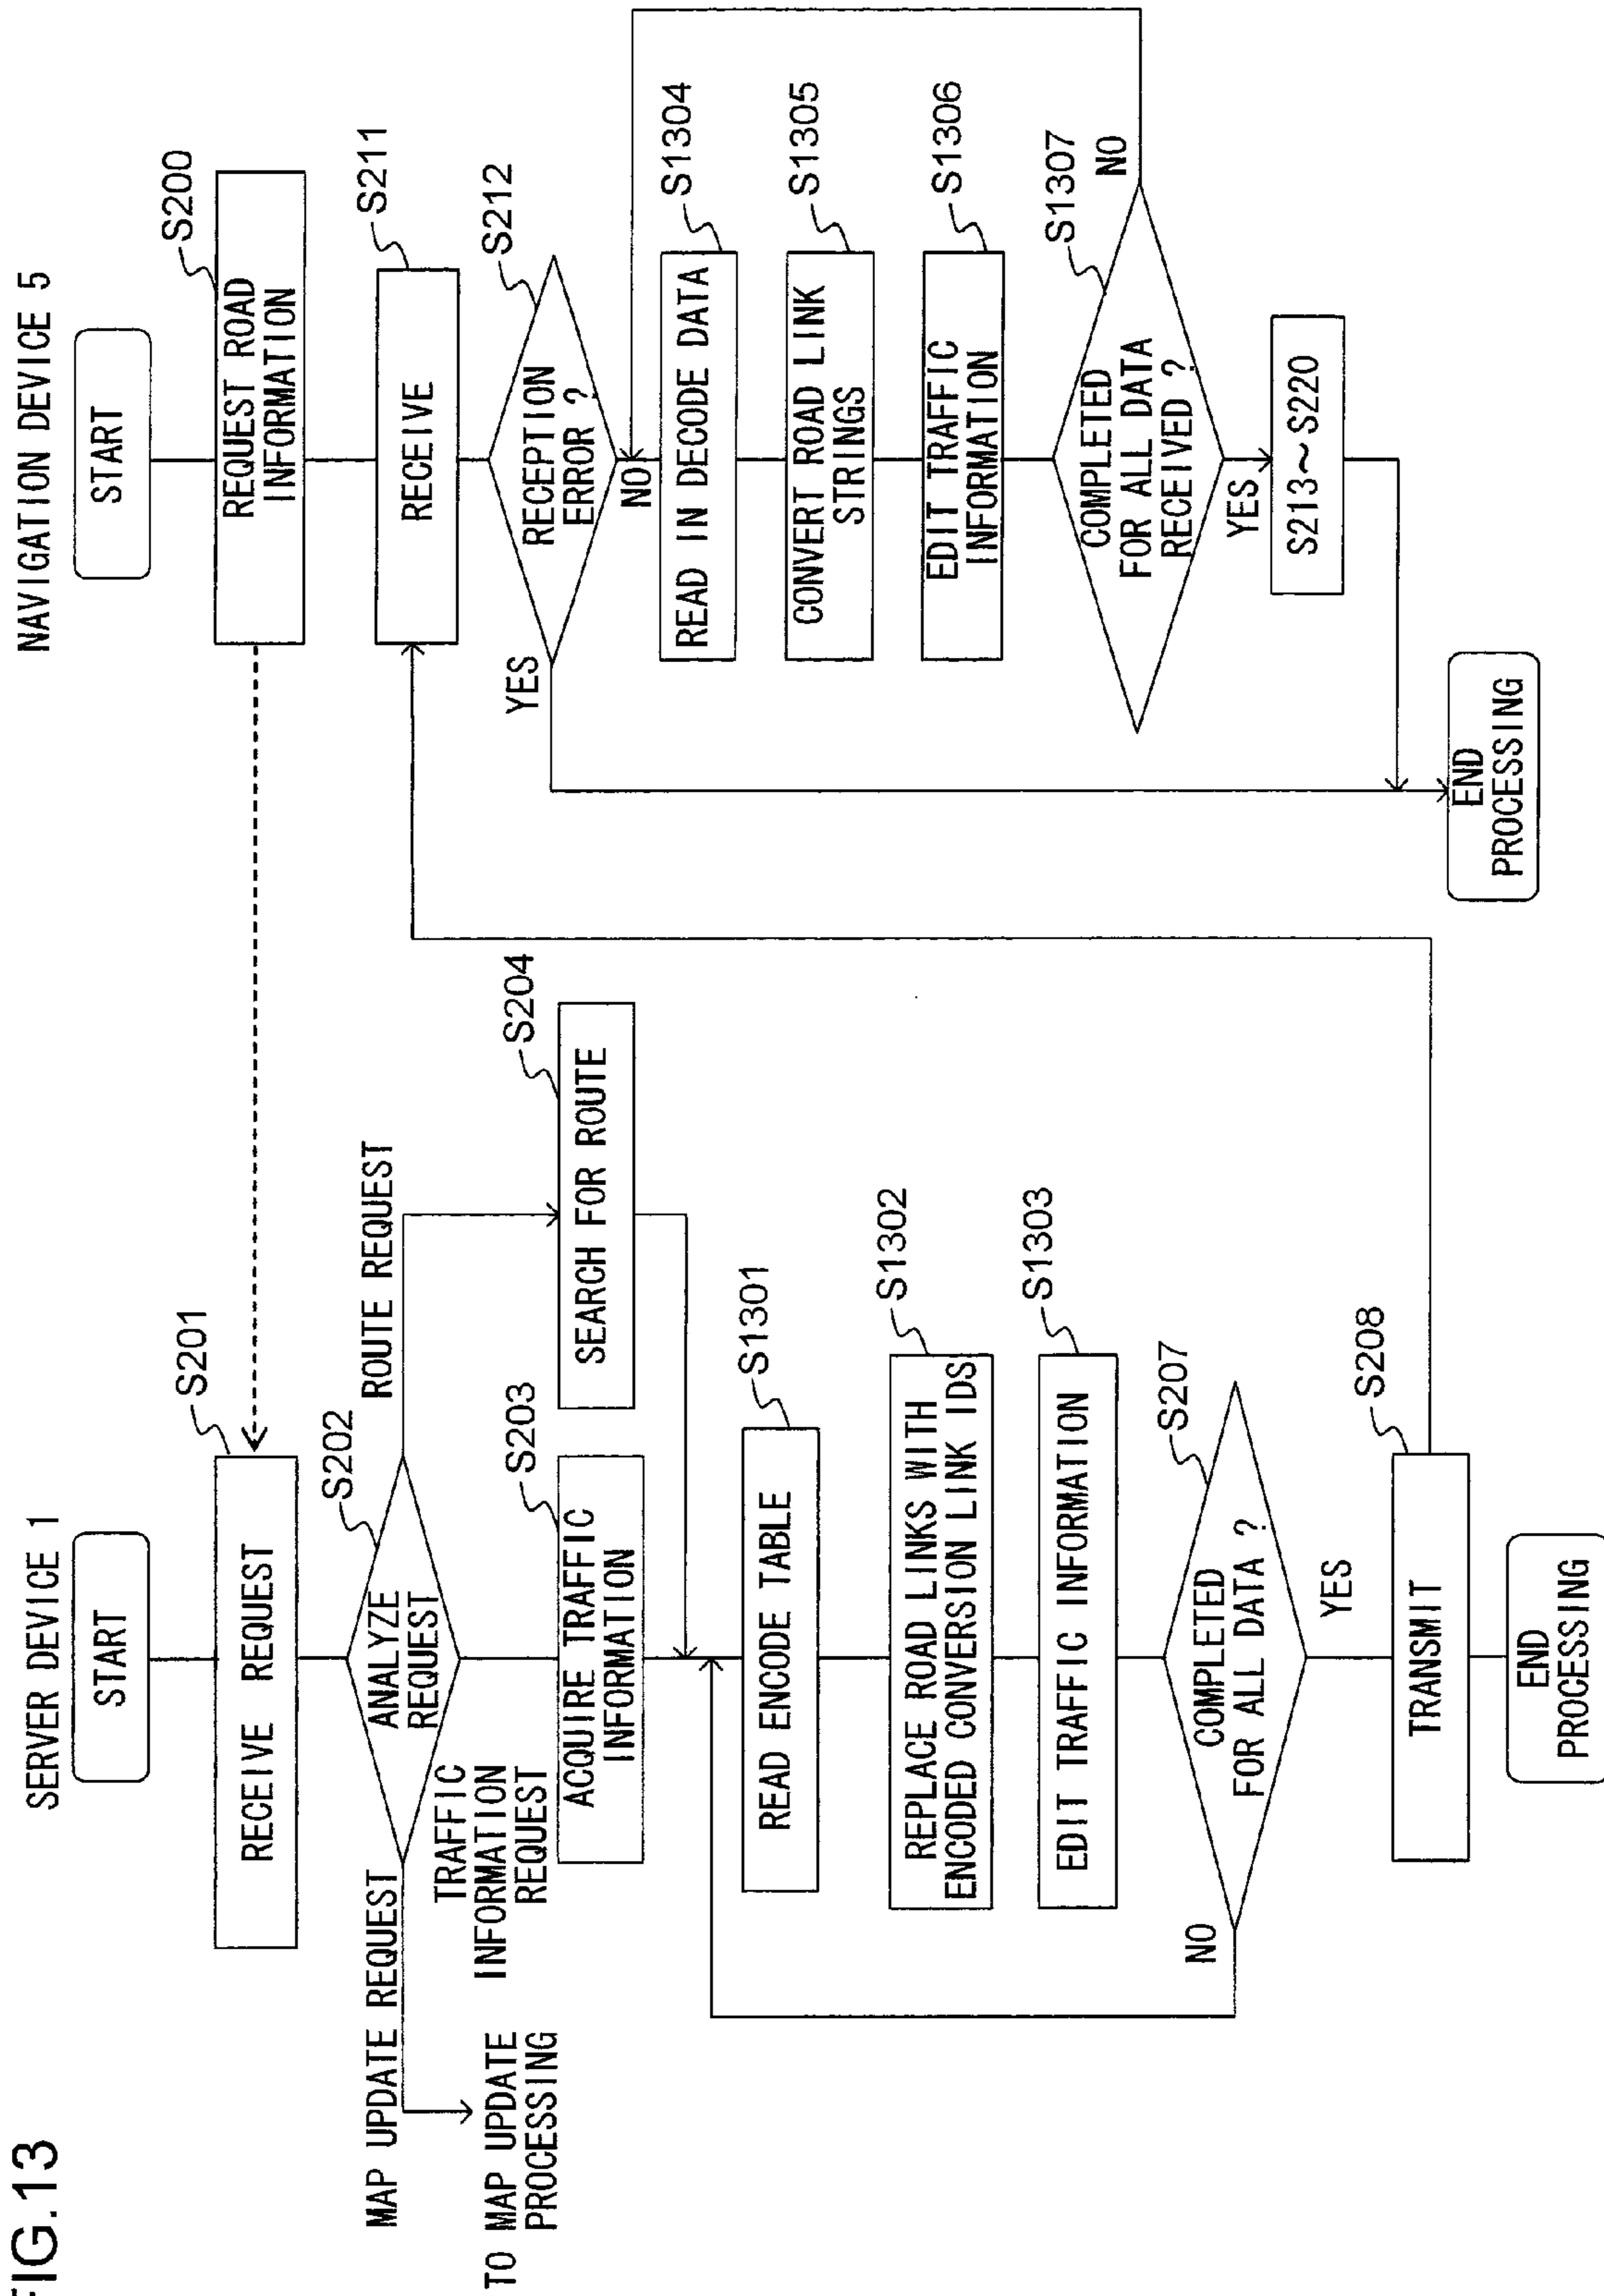 FIG.13
SERVER DEVICE 1
START
RECEIVE REQUEST
S201
ANALYZE
REQUEST
S202
MAP UPDATE REQUEST
TO MAP UPDATE
PROCESSING
TRAFFIC
INFORMATION
REQUEST
ROUTE REQUEST
ACQUIRE TRAFFIC
INFORMATION
S203
SEARCH FOR ROUTE
S204
READ ENCODE TABLE
S1301
REPLACE ROAD LINKS WITH
ENCODED CONVERSION LINK IDS
S1302
EDIT TRAFFIC INFORMATION
S1303
COMPLETED
FOR ALL DATA ?
S207
NO
YES
TRANSMIT
S208
END
PROCESSING
NAVIGATION DEVICE 5
START
REQUEST ROAD
INFORMATION
S200
RECEIVE
S211
RECEPTION
ERROR ?
S212
YES
NO
READ IN DECODE DATA
S1304
CONVERT ROAD LINK
STRINGS
S1305
EDIT TRAFFIC
INFORMATION
S1306
COMPLETED
FOR ALL DATA
RECEIVED ?
S1307
NO
YES
S213~S220
END
PROCESSING